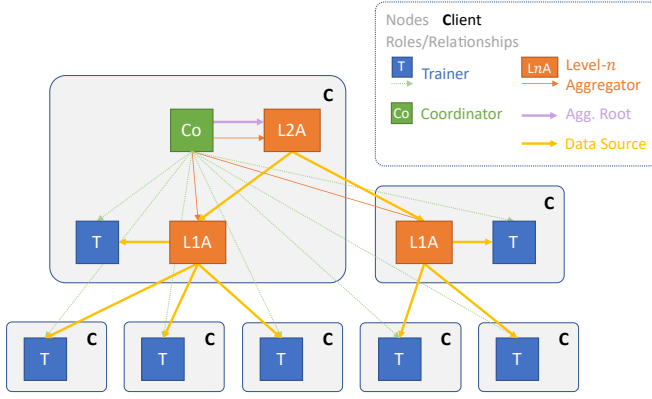 Nodes Client
Roles/Relationships
T Trainer
LnA Level-n Aggregator
Co Coordinator
Agg. Root
Data Source
C
Co L2A
C
T L1A
L1A T
C C C C C
T T T T T